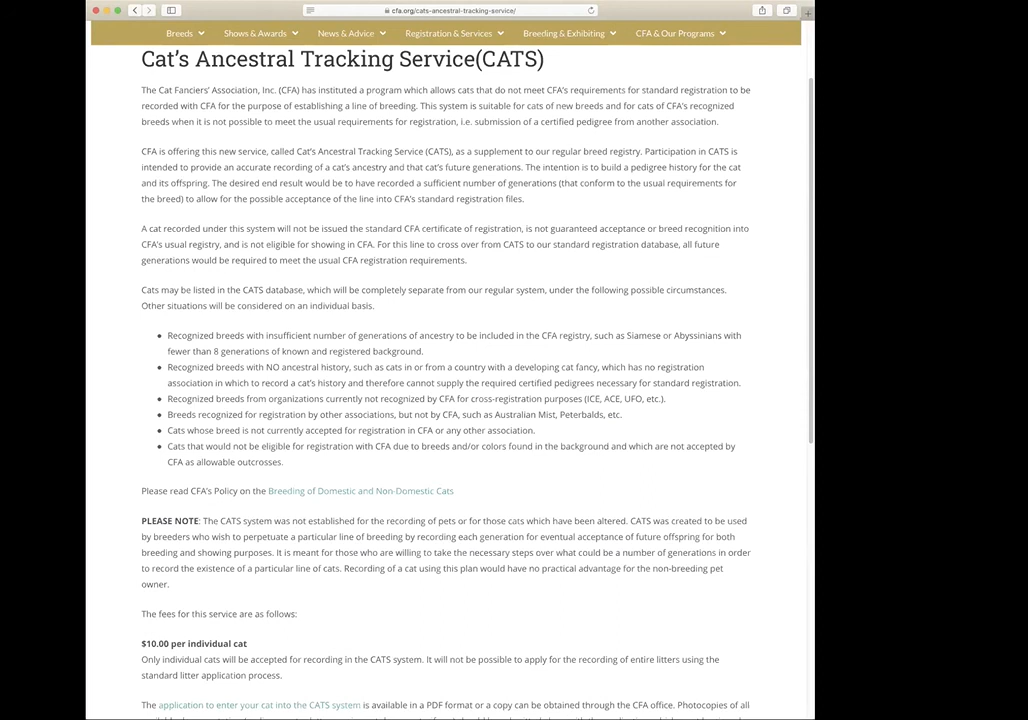 cfa.org/cats-ancestral-tracking-service/
Breeds Shows & Awards News & Advice Registration & Services Breeding & Exhibiting CFA & Our Programs
Cat's Ancestral Tracking Service(CATS)
The Cat Fanciers' Association, Inc. (CFA) has instituted a program which allows cats that do not meet CFA's requirements for standard registration to be
recorded with CFA for the purpose of establishing a line of breeding. This system is suitable for cats of new breeds and for cats of CFA's recognized
breeds when it is not possible to meet the usual requirements for registration, i.e. submission of a certified pedigree from another association.
CFA is offering this new service, called Cat's Ancestral Tracking Service (CATS), as a supplement to our regular breed registry. Participation in CATS is
intended to provide an accurate recording of a cat's ancestry and that cat's future generations. The intention is to build a pedigree history for the cat
and its offspring. The desired end result would be to have recorded a sufficient number of generations (that conform to the usual requirements for
the breed) to allow for the possible acceptance of the line into CFA's standard registration files.
A cat recorded under this system will not be issued the standard CFA certificate of registration, is not guaranteed acceptance or breed recognition into
CFA's usual registry, and is not eligible for showing in CFA. For this line to cross over from CATS to our standard registration database, all future
generations would be required to meet the usual CFA registration requirements.
Cats may be listed in the CATS database, which will be completely separate from our regular system, under the following possible circumstances.
Other situations will be considered on an individual basis.
• Recognized breeds with insufficient number of generations of ancestry to be included in the CFA registry, such as Siamese or Abyssinians with
fewer than 8 generations of known and registered background.
• Recognized breeds with NO ancestral history, such as cats in or from a country with a developing cat fancy, which has no registration
association in which to record a cat's history and therefore cannot supply the required certified pedigrees necessary for standard registration.
• Recognized breeds from organizations currently not recognized by CFA for cross-registration purposes (ICE, ACE, UFO, etc.).
• Breeds recognized for registration by other associations, but not by CFA, such as Australian Mist, Peterbalds, etc.
• Cats whose breed is not currently accepted for registration in CFA or any other association.
• Cats that would not be eligible for registration with CFA due to breeds and/or colors found in the background and which are not accepted by
CFA as allowable outcrosses.
Please read CFA's Policy on the Breeding of Domestic and Non-Domestic Cats
PLEASE NOTE: The CATS system was not established for the recording of pets or for those cats which have been altered. CATS was created to be used
by breeders who wish to perpetuate a particular line of breeding by recording each generation for eventual acceptance of future offspring for both
breeding and showing purposes. It is meant for those who are willing to take the necessary steps over what could be a number of generations in order
to record the existence of a particular line of cats. Recording of a cat using this plan would have no practical advantage for the non-breeding pet
owner.
The fees for this service are as follows:
$10.00 per individual cat
Only individual cats will be accepted for recording in the CATS system. It will not be possible to apply for the recording of entire litters using the
standard litter application process.
The application to enter your cat into the CATS system is available in a PDF format or a copy can be obtained through the CFA office. Photocopies of all